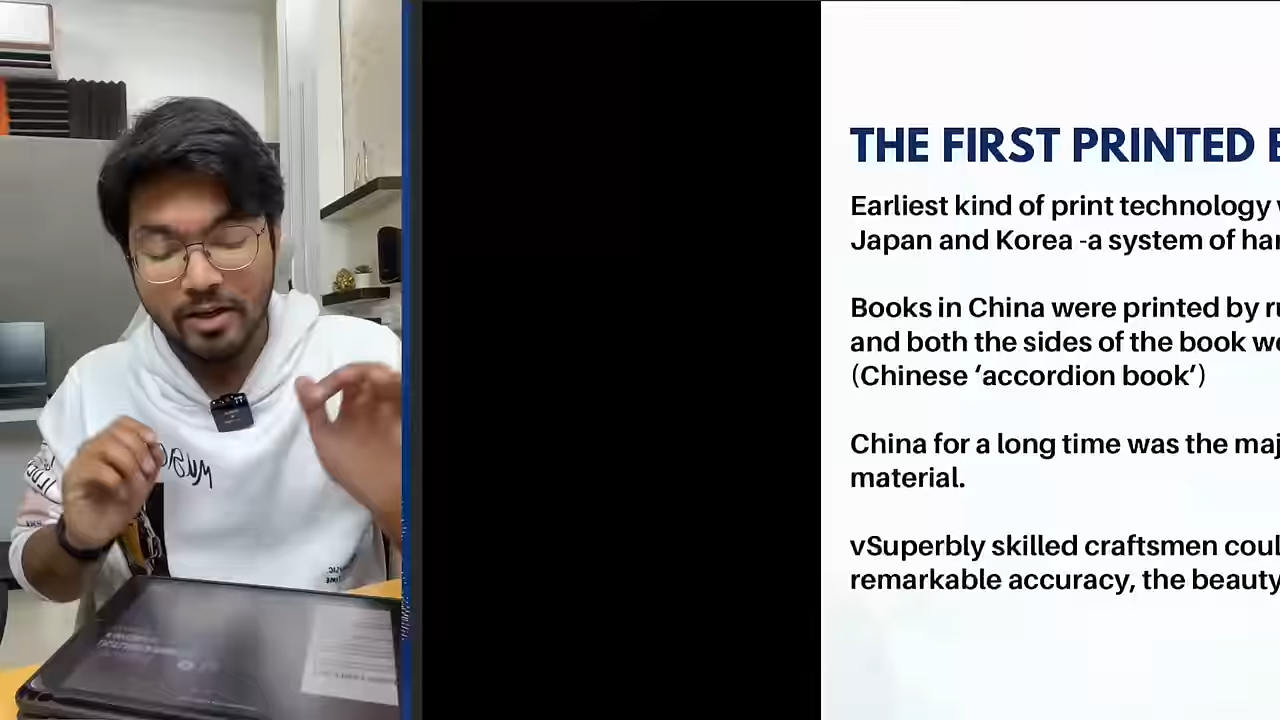 THE FIRST PRINTED
Earliest kind of print technology
Japan and Korea -a system of
Books in China were printed by
and both the sides of the book
(Chinese ‘accordion book’)
China for a long time was the
material.
vSuperbly skilled craftsmen
remarkable accuracy, the beauty